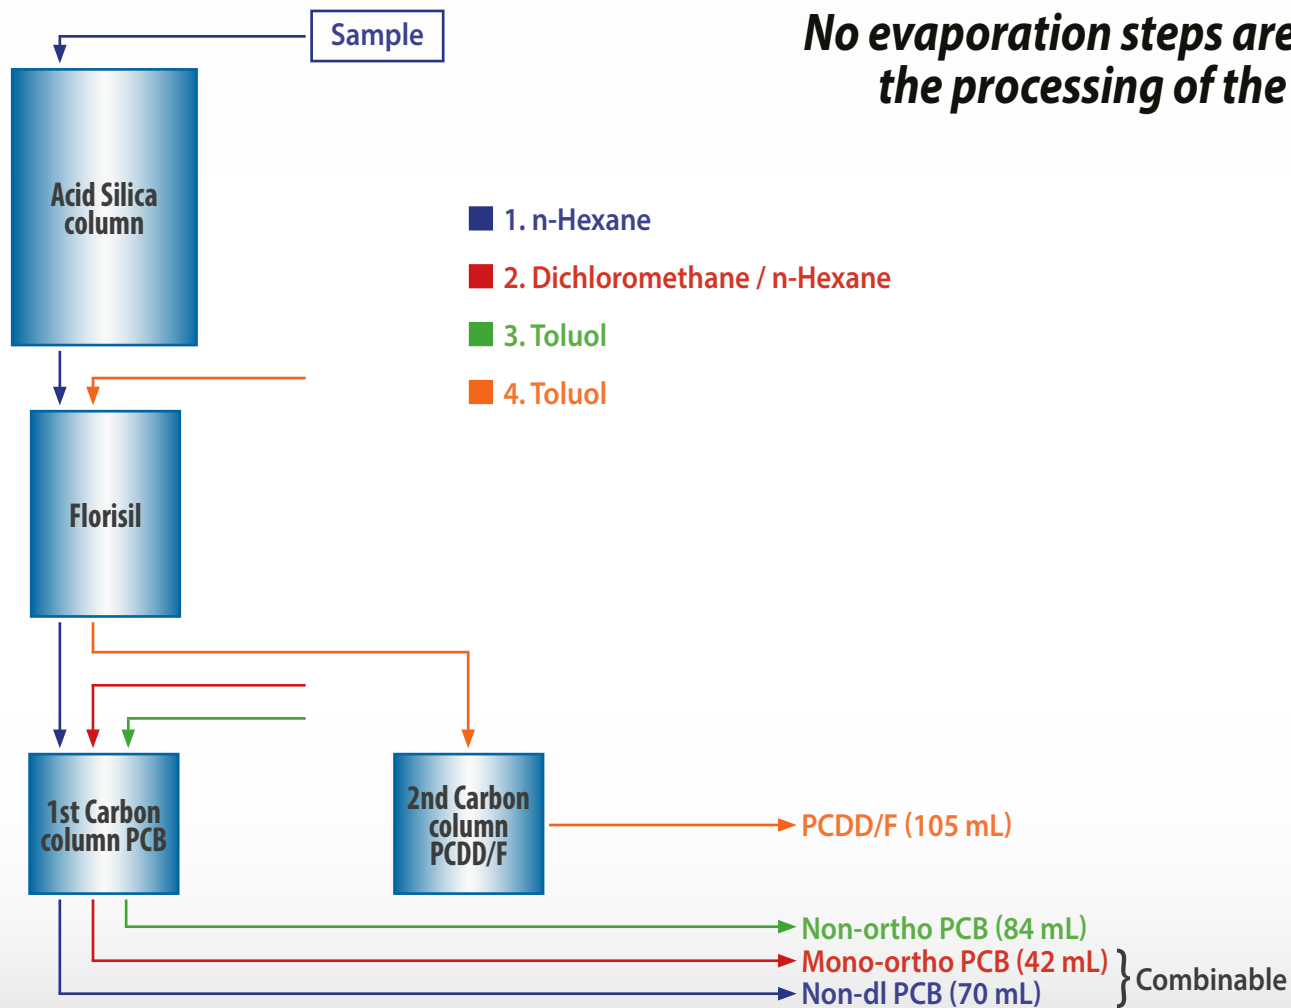 Sample
No evaporation steps are
the processing of the
Acid Silica
column
1. n-Hexane
2. Dichloromethane / n-Hexane
3. Toluol
4. Toluol
Florisil
1st Carbon
column PCB
2nd Carbon
column
PCDD/F
PCDD/F (105 mL)
Non-ortho PCB (84 mL)
Mono-ortho PCB (42 mL)
Non-dl PCB (70 mL)
} Combinable